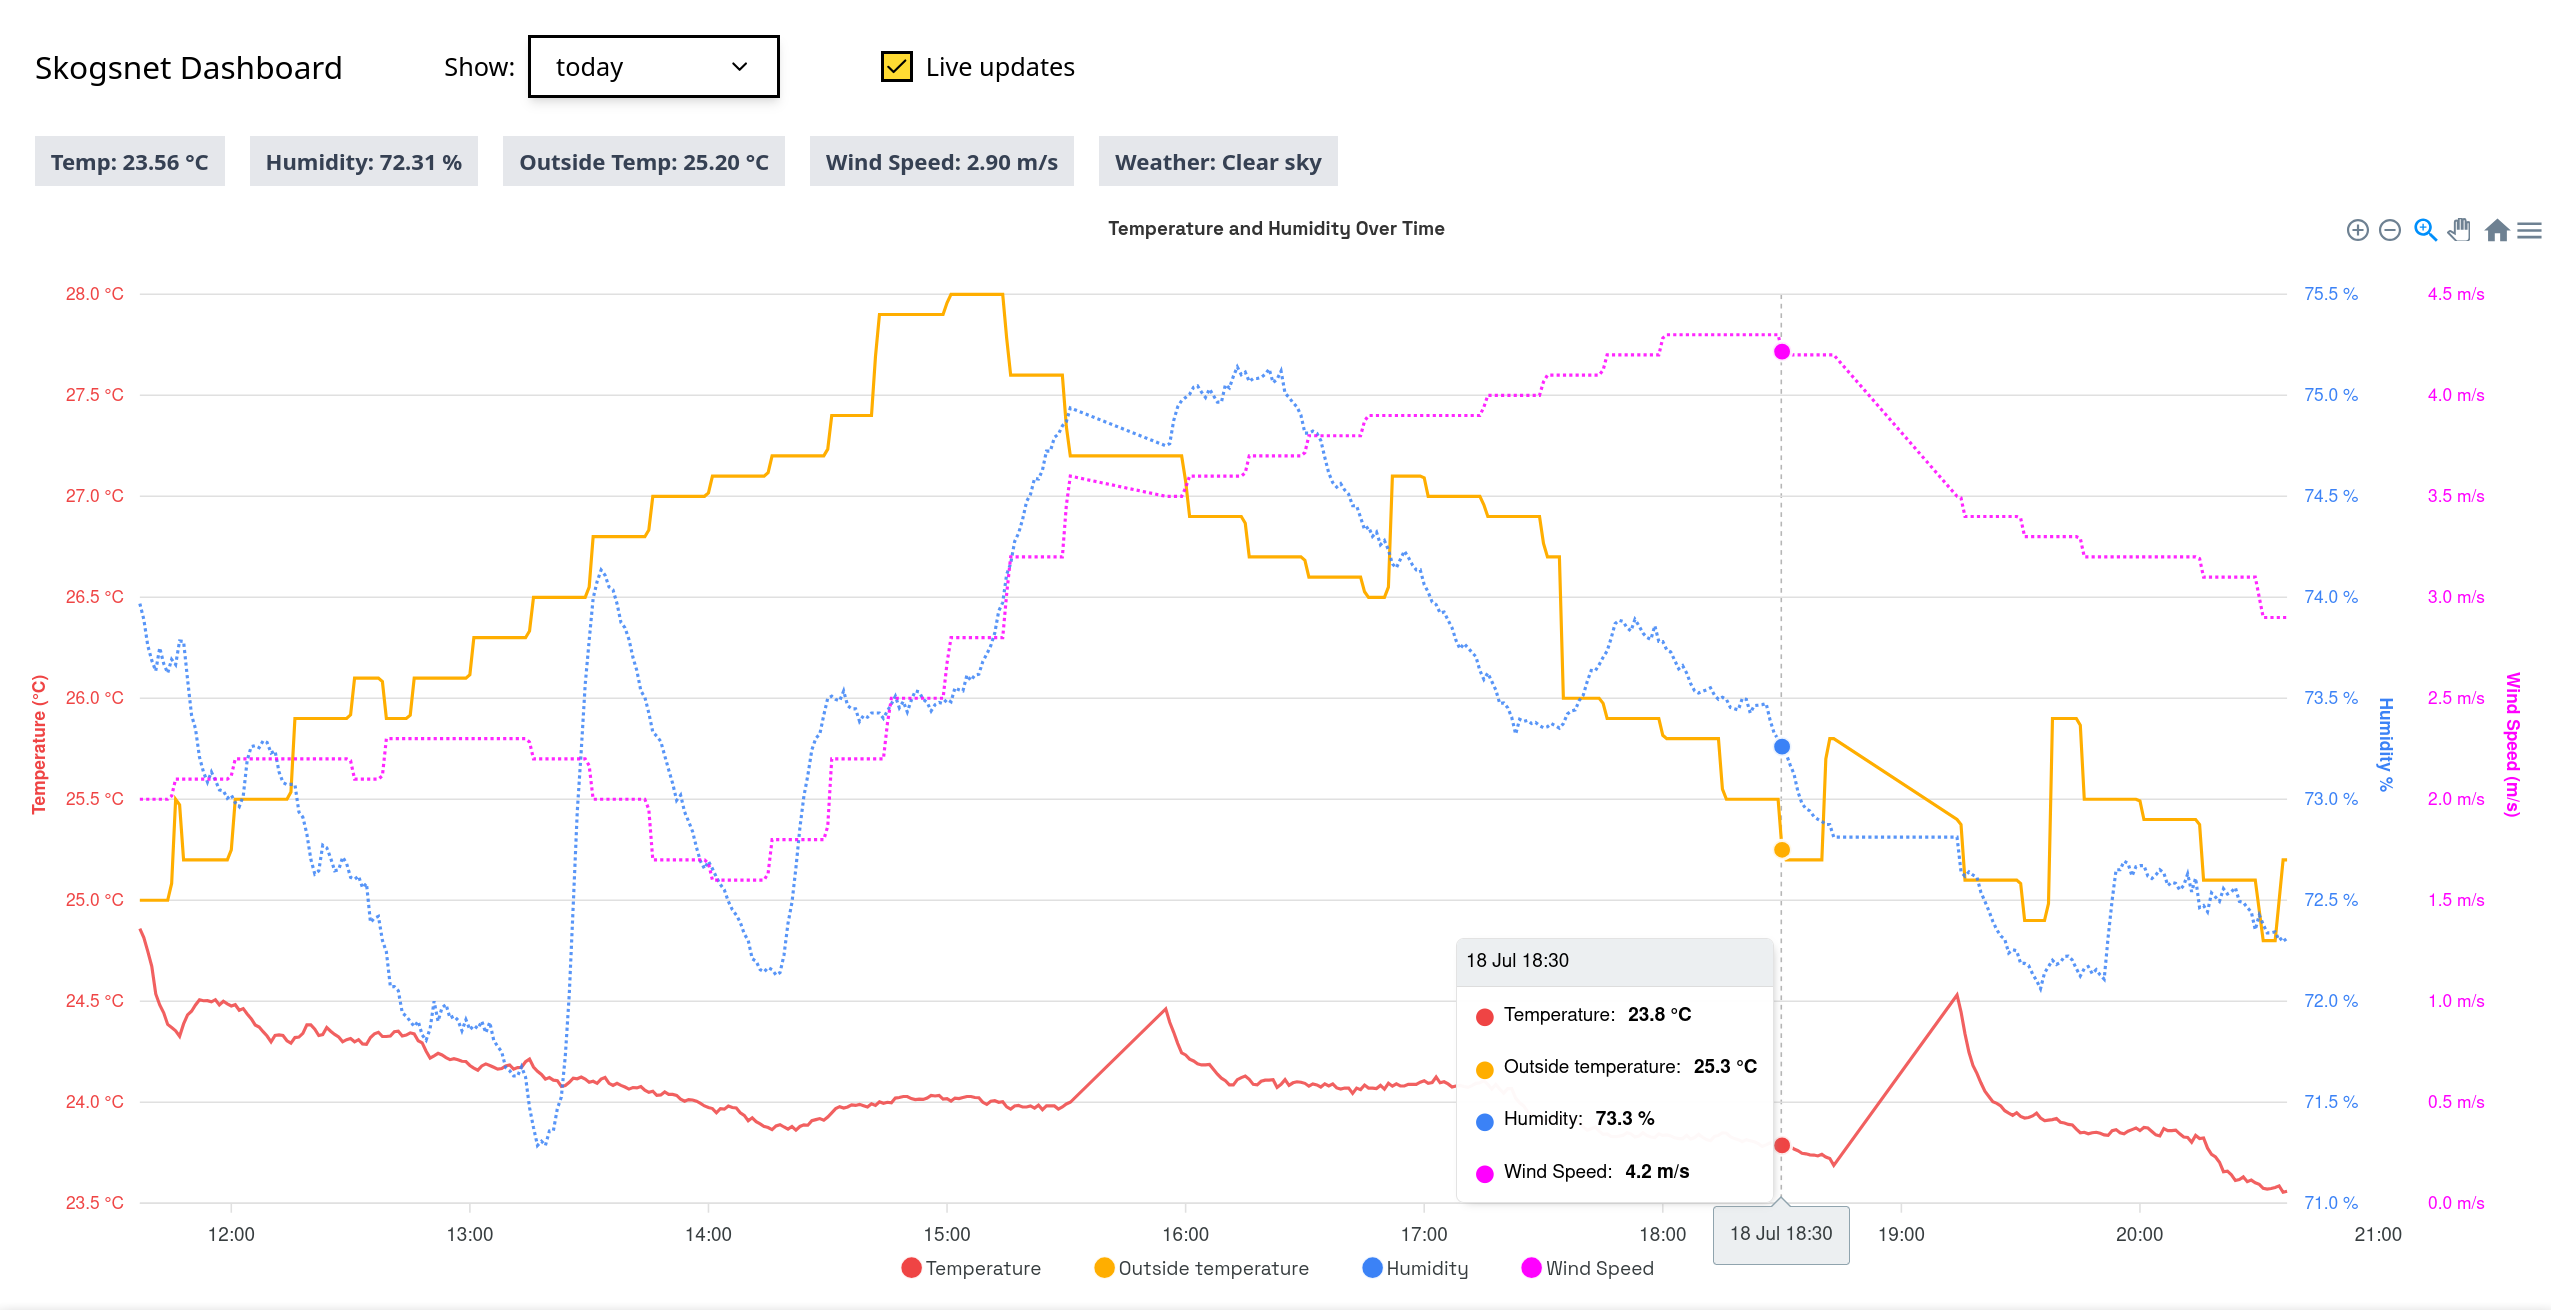 Skogsnet Dashboard
Show: today
Live updates
Temp: 23.56 °C
Humidity: 72.31 %
Outside Temp: 25.20 °C
Wind Speed: 2.90 m/s
Weather: Clear sky
Temperature and Humidity Over Time
28.0 °C
27.5 °C
27.0 °C
26.5 °C
26.0 °C
25.5 °C
25.0 °C
24.5 °C
24.0 °C
23.5 °C
Temperature (°C)
75.5 %
75.0 %
74.5 %
74.0 %
73.5 %
73.0 %
72.5 %
72.0 %
71.5 %
71.0 %
Humidity %
4.5 m/s
4.0 m/s
3.5 m/s
3.0 m/s
2.5 m/s
2.0 m/s
1.5 m/s
1.0 m/s
0.5 m/s
0.0 m/s
Wind Speed (m/s)
18 Jul 18:30
Temperature: 23.8 °C
Outside temperature: 25.3 °C
Humidity: 73.3 %
Wind Speed: 4.2 m/s
12:00
13:00
14:00
15:00
16:00
17:00
18:00
18 Jul 18:30
19:00
20:00
21:00
Temperature
Outside temperature
Humidity
Wind Speed